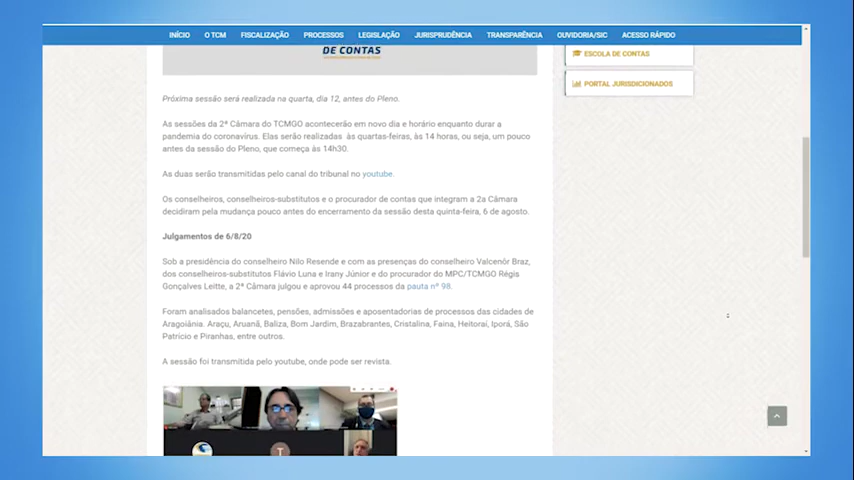 INÍCIO O TCM FISCALIZAÇÃO PROCESSOS LEGISLAÇÃO JURISPRUDÊNCIA TRANSPARÊNCIA OUVIDORIA/SIC ACESSO RÁPIDO
DE CONTAS
ESCOLA DE CONTAS
PORTAL JURISDICIONADOS
Próxima sessão será realizada na quarta, dia 12, antes do Pleno.
As sessões da 2ª Câmara do TCMGO acontecerão em novo dia e horário enquanto durar a
pandemia do coronavírus. Elas serão realizadas às quartas-feiras, às 14 horas, ou seja, um pouco
antes da sessão do Pleno, que começa às 14h30.
As duas serão transmitidas pelo canal do tribunal no youtube.
Os conselheiros, conselheiros-substitutos e o procurador de contas que integram a 2a Câmara
decidiram pela mudança pouco antes do encerramento da sessão desta quinta-feira, 6 de agosto.
Julgamentos de 6/8/20
Sob a presidência do conselheiro Nilo Resende e com as presenças do conselheiro Valcenôr Braz,
dos conselheiros-substitutos Flávio Luna e Irany Júnior e do procurador do MPC/TCMGO Régis
Gonçalves Leitte, a 2ª Câmara julgou e aprovou 44 processos da pauta nº 98.
Foram analisados balancetes, pensões, admissões e aposentadorias de processos das cidades de
Aragoiânia. Araçu, Aruanã, Baliza, Bom Jardim, Brazabrantes, Cristalina, Faina, Heitoraí, Iporá, São
Patrício e Piranhas, entre outros.
A sessão foi transmitida pelo youtube, onde pode ser revista.
T